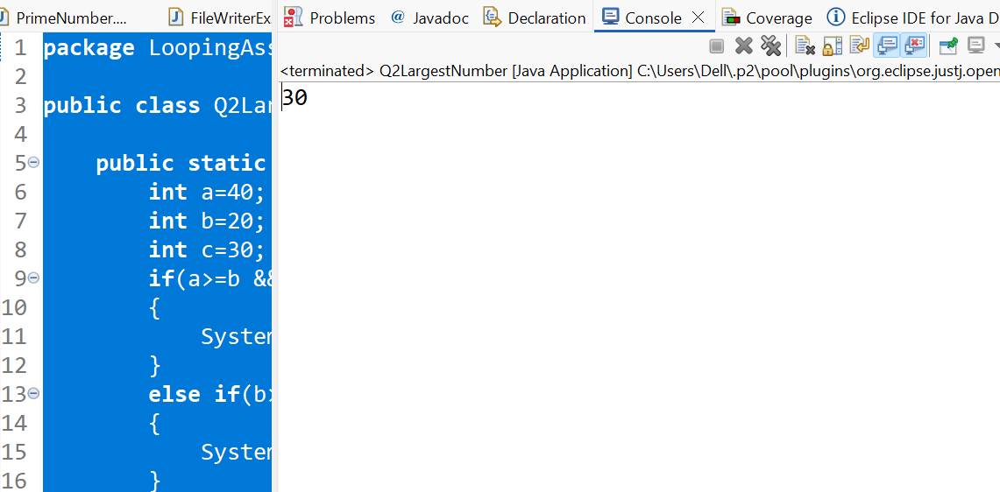 PrimeNumber....
FileWriterEx
Problems
@ Javadoc
Declaration
Console
Coverage
Eclipse IDE for Java D
<terminated> Q2LargestNumber [Java Application] C:\Users\Dell\.p2\pool\plugins\org.eclipse.justj.open
30
1 package LoopingAss
2
3 public class Q2Lar
4
5 public static
6 int a=40;
7 int b=20;
8 int c=30;
9 if(a>=b &&
10 {
11 System
12 }
13 else if(b>
14 {
15 System
16 }